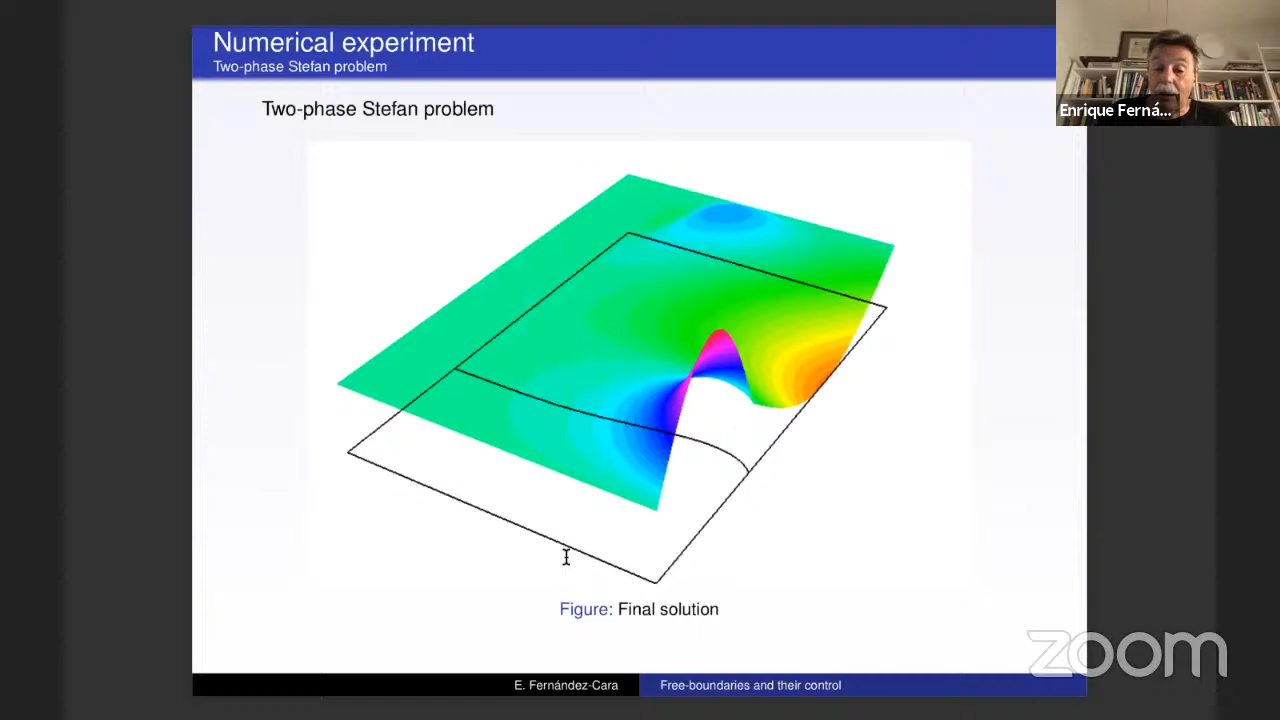 Numerical experiment
Two-phase Stefan problem
Two-phase Stefan problem
Enrique Ferná...
Figure: Final solution
zoom
E. Fernández-Cara
Free-boundaries and their control